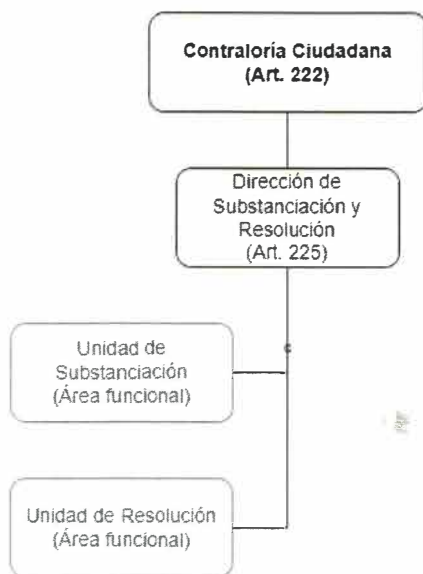 Contraloría Ciudadana
(Art. 222)
Dirección de
Substanciación y
Resolución
(Art. 225)
Unidad de
Substanciación
(Área funcional)
Unidad de Resolución
(Área funcional)